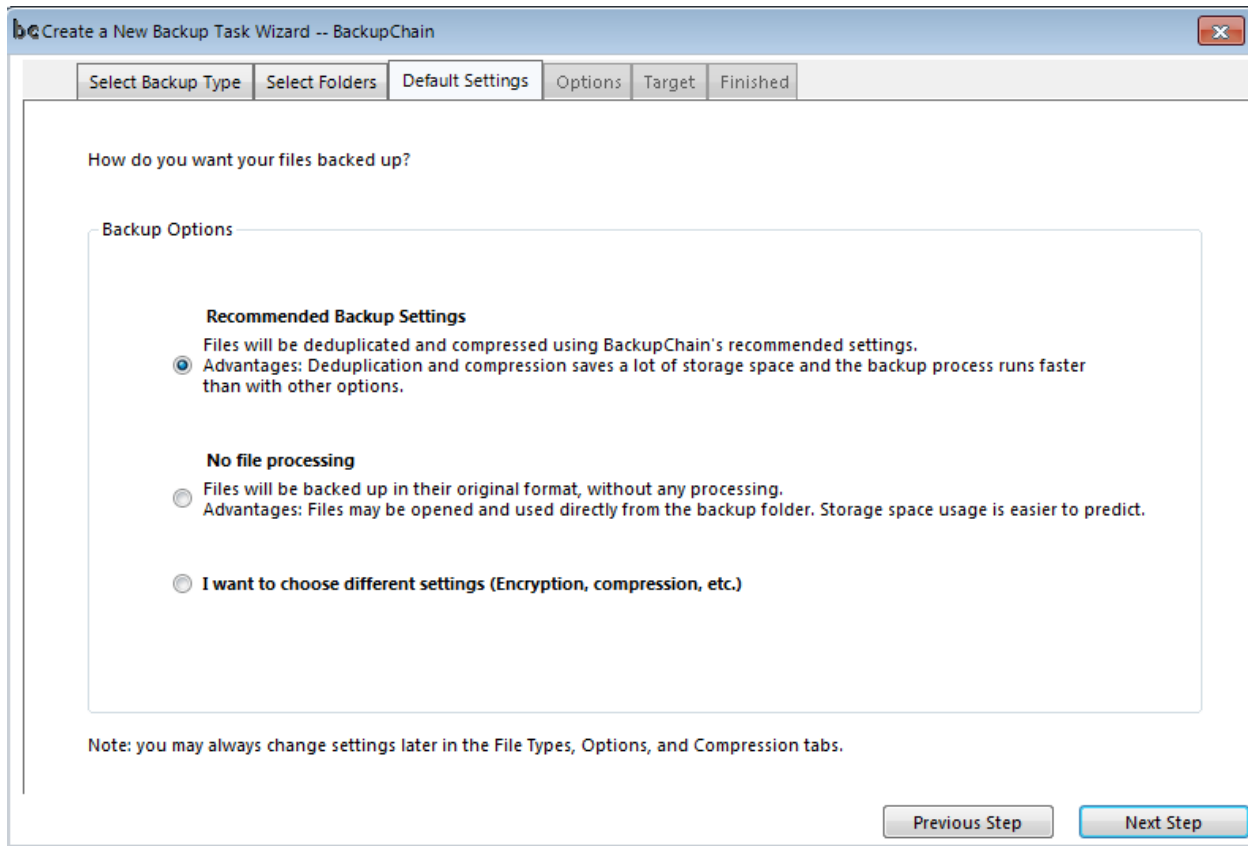 bc Create a New Backup Task Wizard -- BackupChain
Select Backup Type Select Folders Default Settings Options Target Finished
How do you want your files backed up?
Backup Options
Recommended Backup Settings
Files will be deduplicated and compressed using BackupChain's recommended settings.
Advantages: Deduplication and compression saves a lot of storage space and the backup process runs faster
than with other options.
No file processing
Files will be backed up in their original format, without any processing.
Advantages: Files may be opened and used directly from the backup folder. Storage space usage is easier to predict.
I want to choose different settings (Encryption, compression, etc.)
Note: you may always change settings later in the File Types, Options, and Compression tabs.
Previous Step Next Step